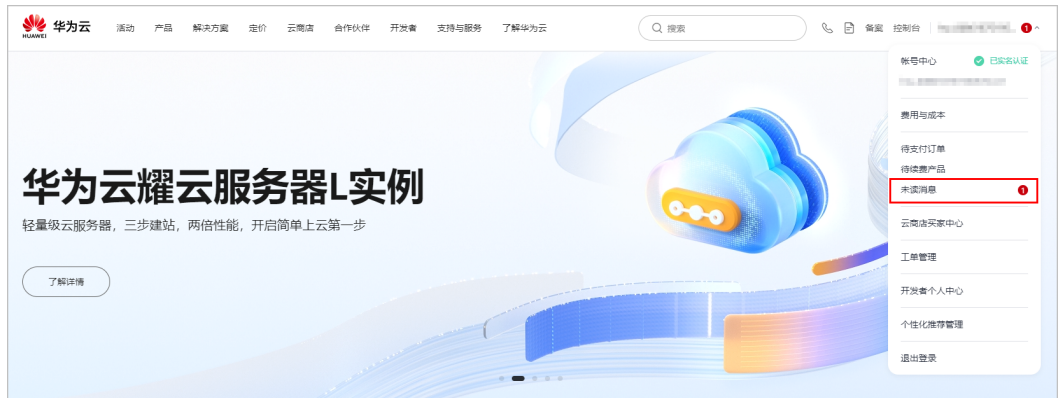 HUAWEI
华为云
活动 产品 解决方案 定价 云商店 合作伙伴 开发者 支持与服务 了解华为云
搜索
备案 控制台
1
帐号中心 已实名认证
费用与成本
待支付订单
待续费产品
未读消息 1
云商店买家中心
工单管理
开发者个人中心
个性化推荐管理
退出登录
华为云耀云服务器L实例
轻量级云服务器，三步建站，两倍性能，开启简单上云第一步
了解详情